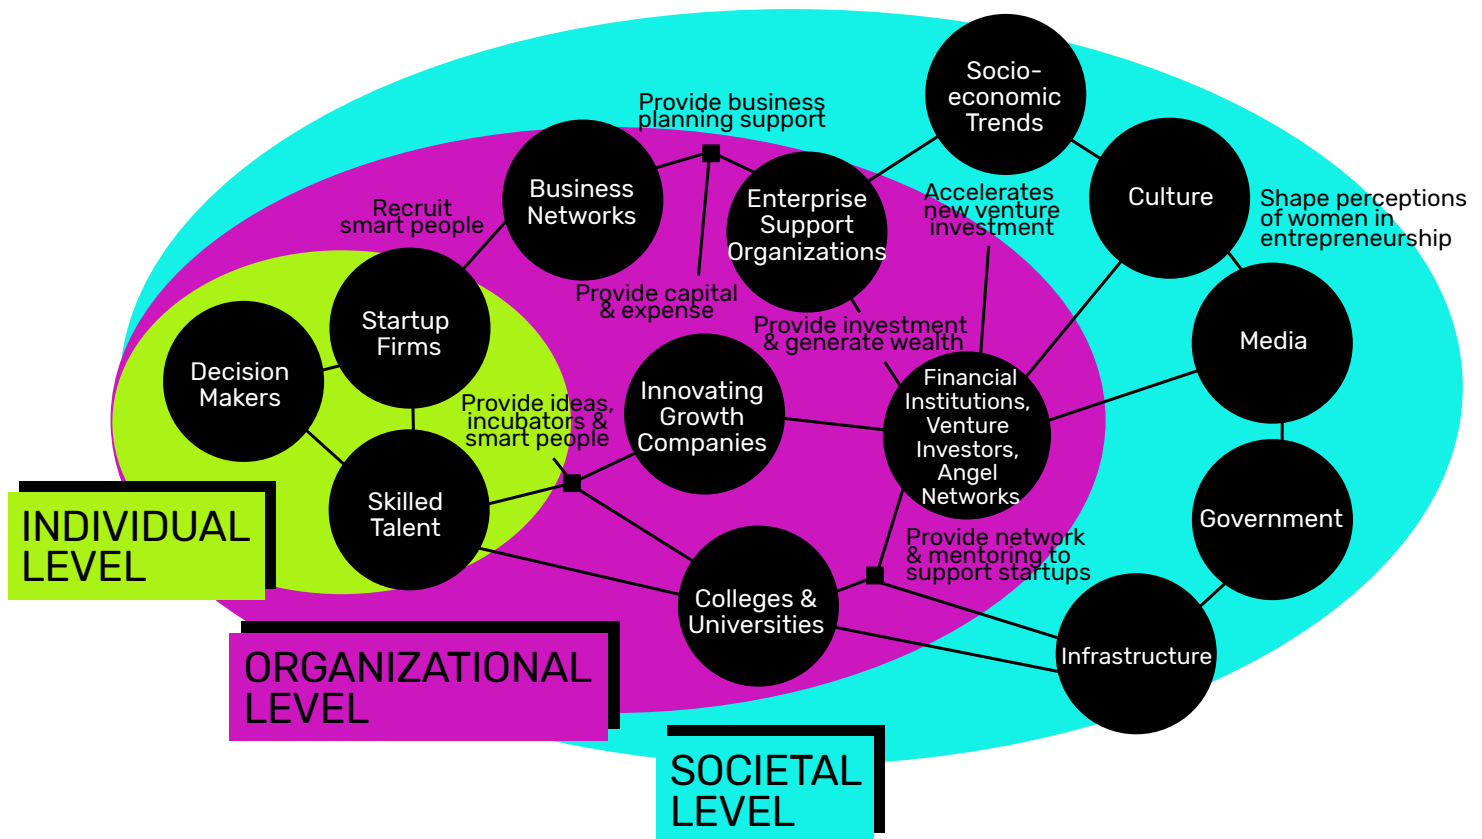 Socio-
economic
Trends
Provide business
planning support
Business
Networks
Enterprise
Support
Organizations
Accelerates
new venture
investment
Culture
Shape perceptions
of women in
entrepreneurship
Recruit
smart people
Startup
Firms
Provide capital
& expense
Provide investment
& generate wealth
Media
Decision
Makers
Provide ideas,
incubators &
smart people
Innovating
Growth
Companies
Financial
Institutions,
Venture
Investors,
Angel
Networks
Skilled
Talent
Government
INDIVIDUAL
LEVEL
Provide network
& mentoring to
support startups
Colleges &
Universities
Infrastructure
ORGANIZATIONAL
LEVEL
SOCIETAL
LEVEL